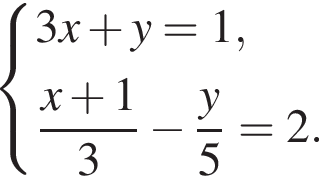 3x + y = 1,
(x + 1)/3 − y/5 = 2.